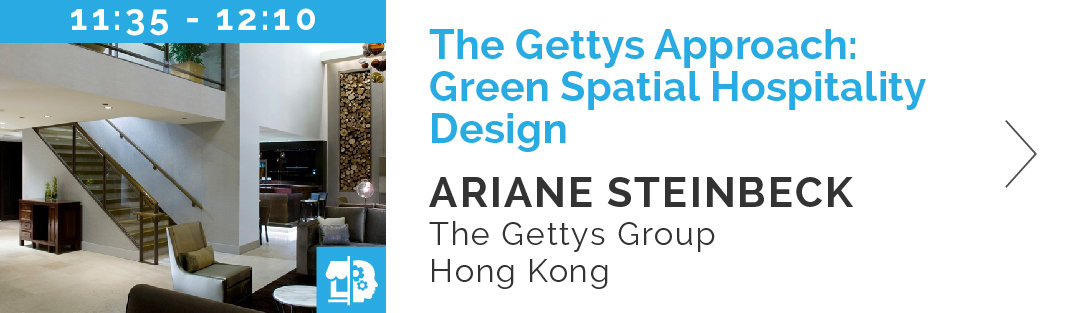 11:35 - 12:10
The Gettys Approach:
Green Spatial Hospitality
Design
ARIANE STEINBECK
The Gettys Group
Hong Kong